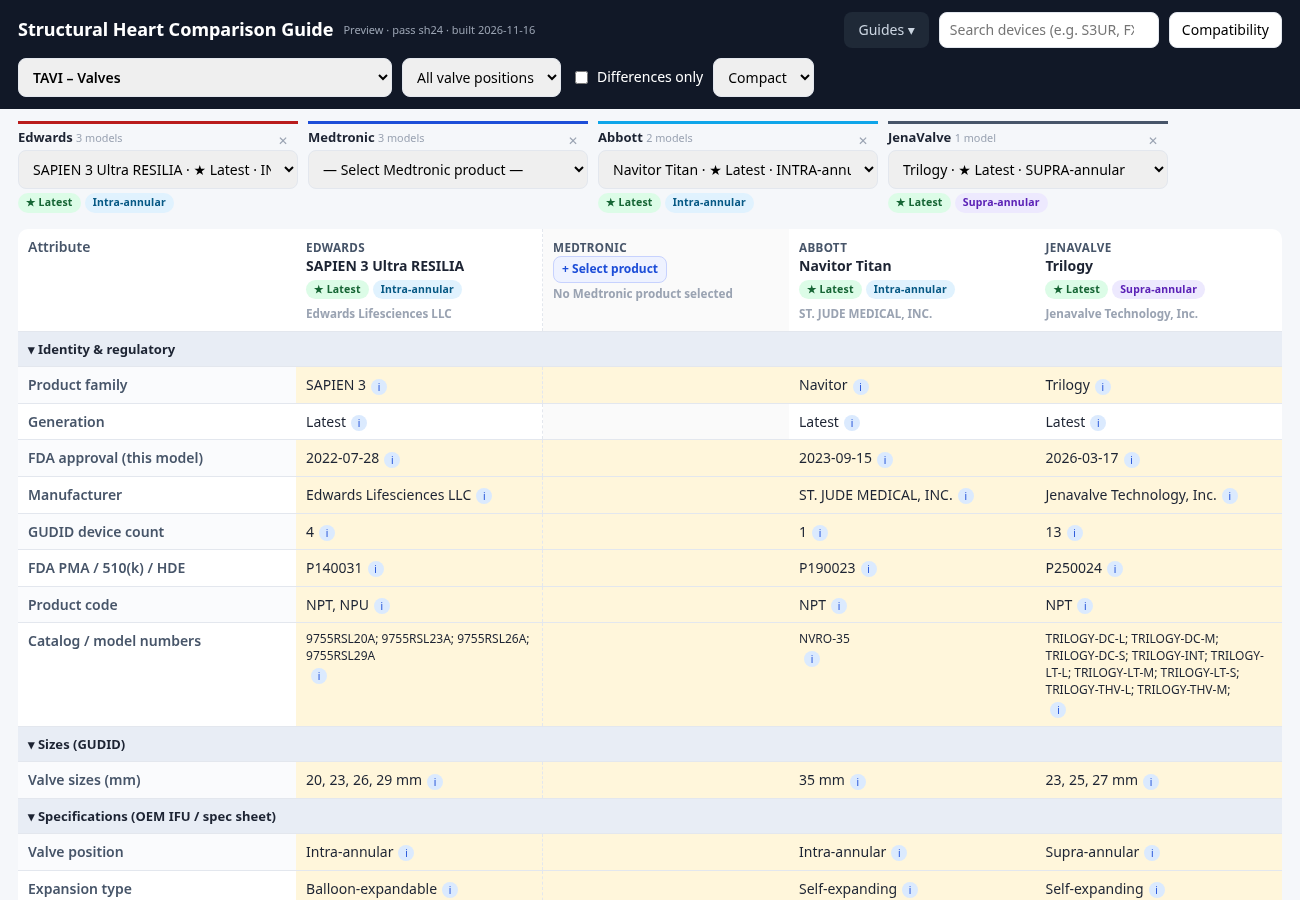 Structural Heart Comparison Guide Preview · pass sh24 · built 2026-11-16
Guides ▾
Search devices (e.g. S3UR, FX
Compatibility
TAVI – Valves
All valve positions
Differences only
Compact
Edwards 3 models ×
Medtronic 3 models ×
Abbott 2 models ×
JenaValve 1 model ×
SAPIEN 3 Ultra RESILIA · ★ Latest · IN
— Select Medtronic product —
Navitor Titan · ★ Latest · INTRA-annu
Trilogy · ★ Latest · SUPRA-annular
★ Latest Intra-annular
★ Latest Intra-annular
★ Latest Supra-annular
Attribute
EDWARDS
SAPIEN 3 Ultra RESILIA
★ Latest Intra-annular
Edwards Lifesciences LLC
MEDTRONIC
+ Select product
No Medtronic product selected
ABBOTT
Navitor Titan
★ Latest Intra-annular
ST. JUDE MEDICAL, INC.
JENAVALVE
Trilogy
★ Latest Supra-annular
Jenavalve Technology, Inc.
▾ Identity & regulatory
Product family SAPIEN 3 i Navitor i Trilogy i
Generation Latest i Latest i Latest i
FDA approval (this model) 2022-07-28 i 2023-09-15 i 2026-03-17 i
Manufacturer Edwards Lifesciences LLC i ST. JUDE MEDICAL, INC. i Jenavalve Technology, Inc. i
GUDID device count 4 i 1 i 13 i
FDA PMA / 510(k) / HDE P140031 i P190023 i P250024 i
Product code NPT, NPU i NPT i NPT i
Catalog / model numbers
9755RSL20A; 9755RSL23A; 9755RSL26A;
9755RSL29A
i
NVRO-35
i
TRILOGY-DC-L; TRILOGY-DC-M;
TRILOGY-DC-S; TRILOGY-INT; TRILOGY-
LT-L; TRILOGY-LT-M; TRILOGY-LT-S;
TRILOGY-THV-L; TRILOGY-THV-M;
i
▾ Sizes (GUDID)
Valve sizes (mm) 20, 23, 26, 29 mm i 35 mm i 23, 25, 27 mm i
▾ Specifications (OEM IFU / spec sheet)
Valve position Intra-annular i Intra-annular i Supra-annular i
Expansion type Balloon-expandable i Self-expanding i Self-expanding i